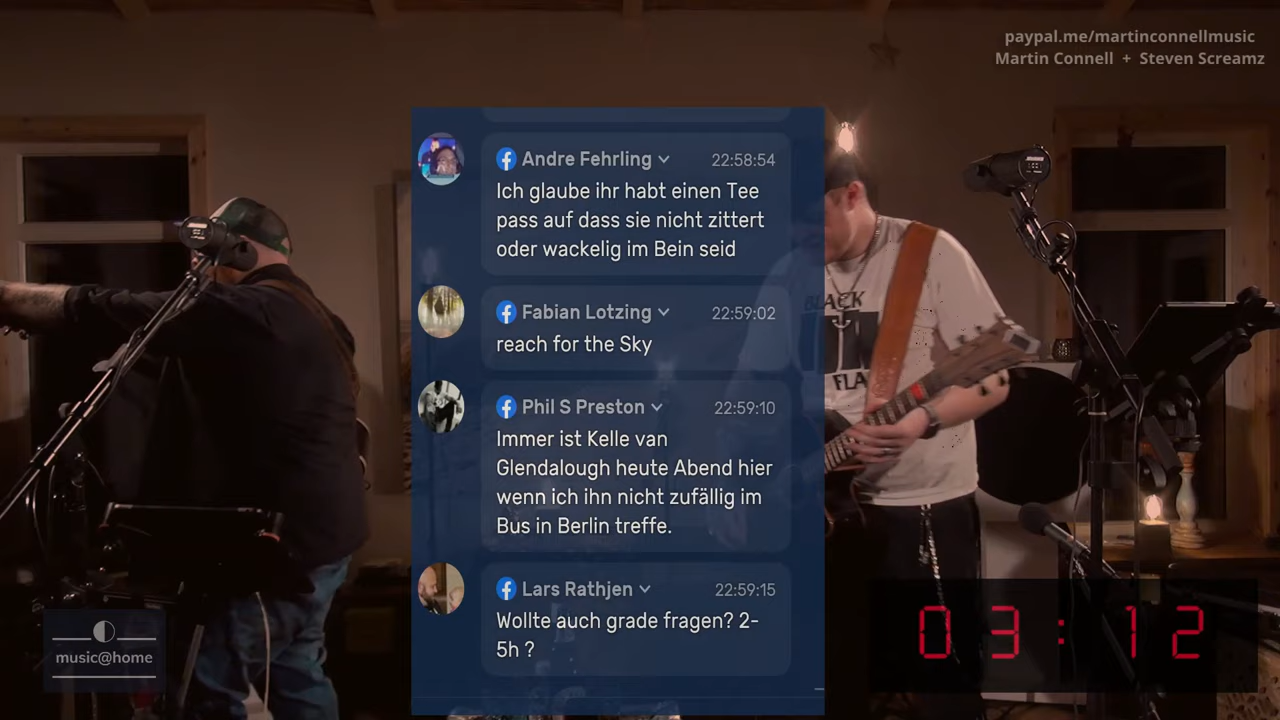 paypal.me/martinconnellmusic
Martin Connell + Steven Screamz
Andre Fehrling 22:58:54
Ich glaube ihr habt einen Tee
pass auf dass sie nicht zittert
oder wackelig im Bein seid
Fabian Lotzing 22:59:02
reach for the Sky
Phil S Preston 22:59:10
Immer ist Kelle van
Glendalough heute Abend hier
wenn ich ihn nicht zufällig im
Bus in Berlin treffe.
Lars Rathjen 22:59:15
Wollte auch grade fragen? 2-
5h ?
BLACK
FLA
music@home
03:12